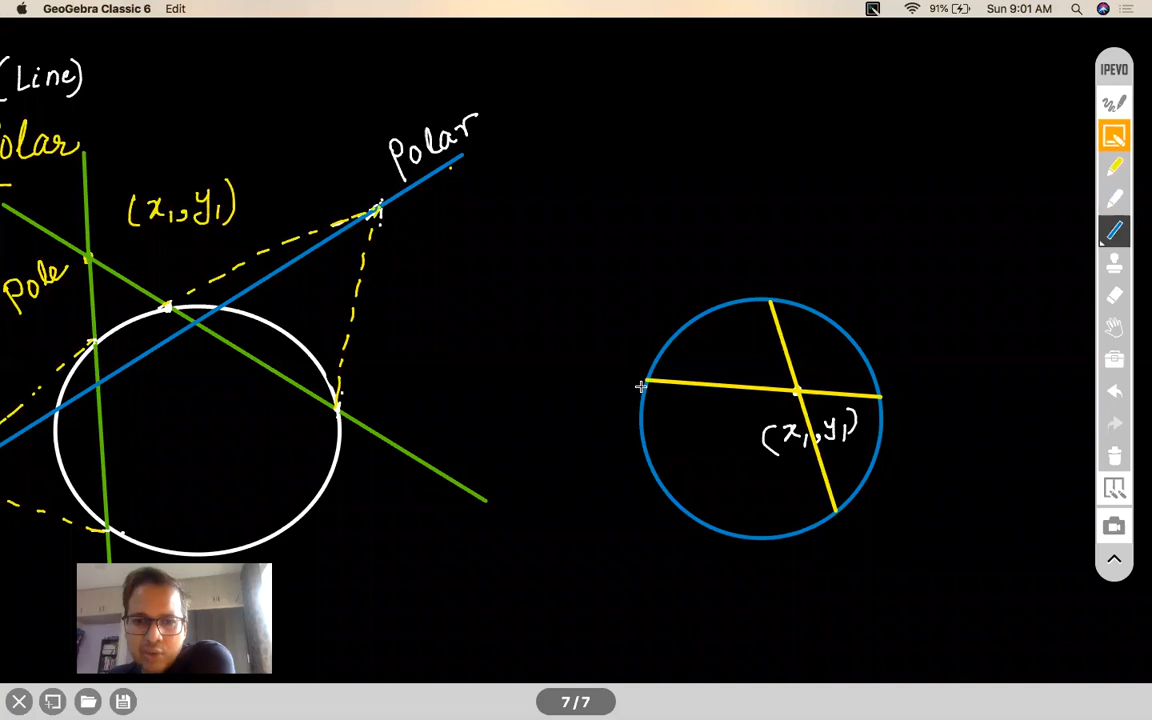 GeoGebra Classic 6 Edit 91% Sun 9:01 AM
IPEVO
(Line)
Polar
olar
(x₁, y₁)
Pole
(x₁, y₁)
7/7